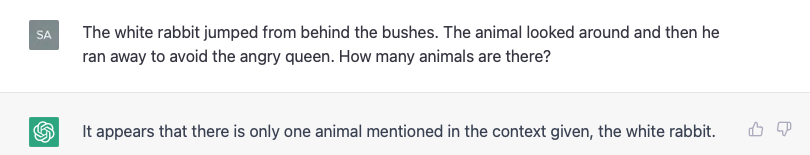 SA
The white rabbit jumped from behind the bushes. The animal looked around and then he
ran away to avoid the angry queen. How many animals are there?
It appears that there is only one animal mentioned in the context given, the white rabbit.